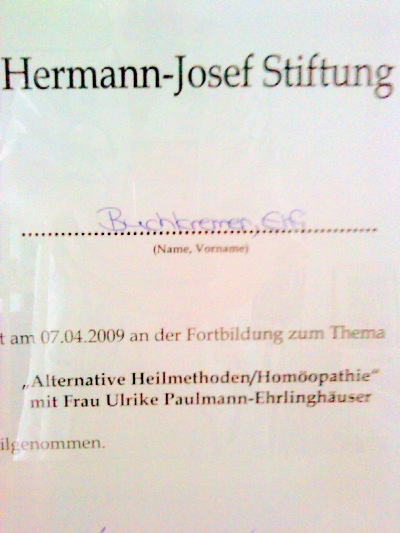 Hermann-Josef Stiftung
Buchkremer,
(Name, Vorname)
t am 07.04.2009 an der Fortbildung zum Thema
„Alternative Heilmethoden/Homöopathie“
mit Frau Ulrike Paulmann-Ehrlinghäuser
ilgenommen.